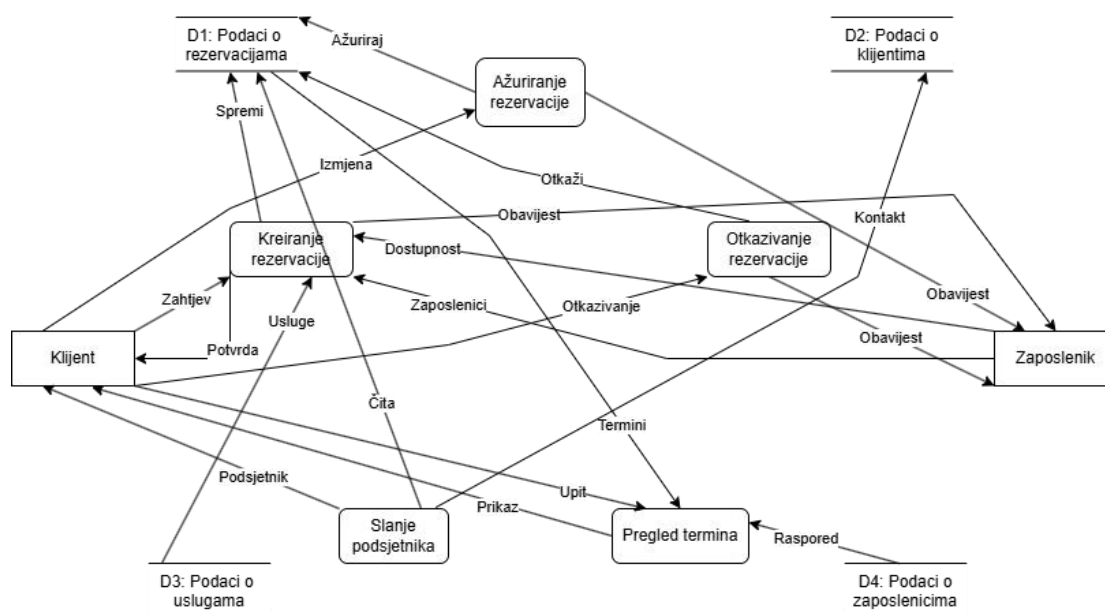 D1: Podaci o
rezervacijama
Ažuriraj
D2: Podaci o
klijentima
Ažuriranje
rezervacije
Spremi
Izmjena
Otkaži
Obavijest
Kontakt
Kreiranje
rezervacije
Dostupnost
Otkazivanje
rezervacije
Zahtjev
Usluge
Zaposlenici
Otkazivanje
Obavijest
Potvrda
Obavijest
Klijent
Zaposlenik
Čita
Termini
Podsjetnik
Upit
Prikaz
Slanje
podsjetnika
Pregled termina
Raspored
D3: Podaci o
uslugama
D4: Podaci o
zaposlenicima